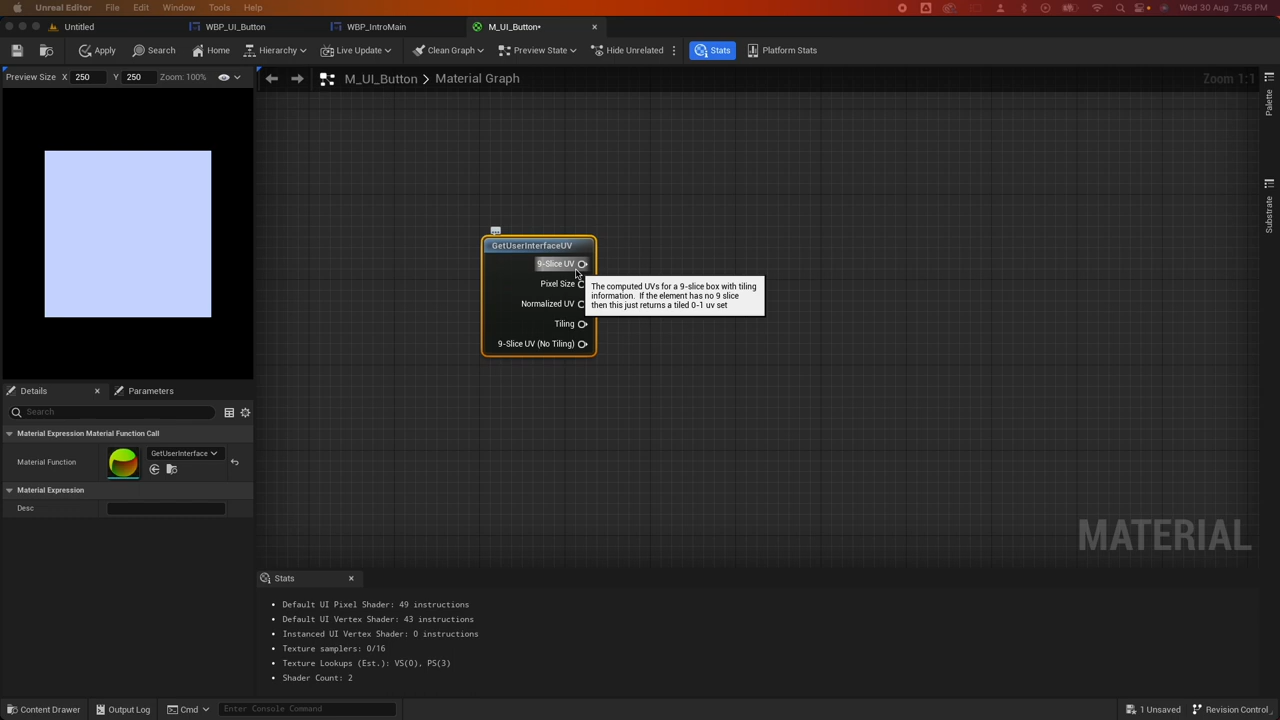 Unreal Editor File Edit Window Tools Help Wed 30 Aug 7:56 PM
Untitled WBP_UI_Button WBP_IntroMain M_UI_Button•
Apply Search Home Hierarchy Live Update Clean Graph Preview State Hide Unrelated Stats Platform Stats
Preview Size X 250 Y 250 Zoom: 100%
M_UI_Button > Material Graph
Zoom 1:1
Palette
Substrate
GetUserInterfaceUV
9-Slice UV
Pixel Size
Normalized UV
Tiling
9-Slice UV (No Tiling)
The computed UVs for a 9-slice box with tiling
information. If the element has no 9 slice
then this just returns a tiled 0-1 uv set
Details Parameters
Search
Material Expression Material Function Call
Material Function GetUserInterface
Material Expression
Desc
MATERIAL
Stats
• Default UI Pixel Shader: 49 instructions
• Default UI Vertex Shader: 43 instructions
• Instanced UI Vertex Shader: 0 instructions
• Texture samplers: 0/16
• Texture Lookups (Est.): VS(0), PS(3)
• Shader Count: 2
Content Drawer Output Log Cmd Enter Console Command 1 Unsaved Revision Control